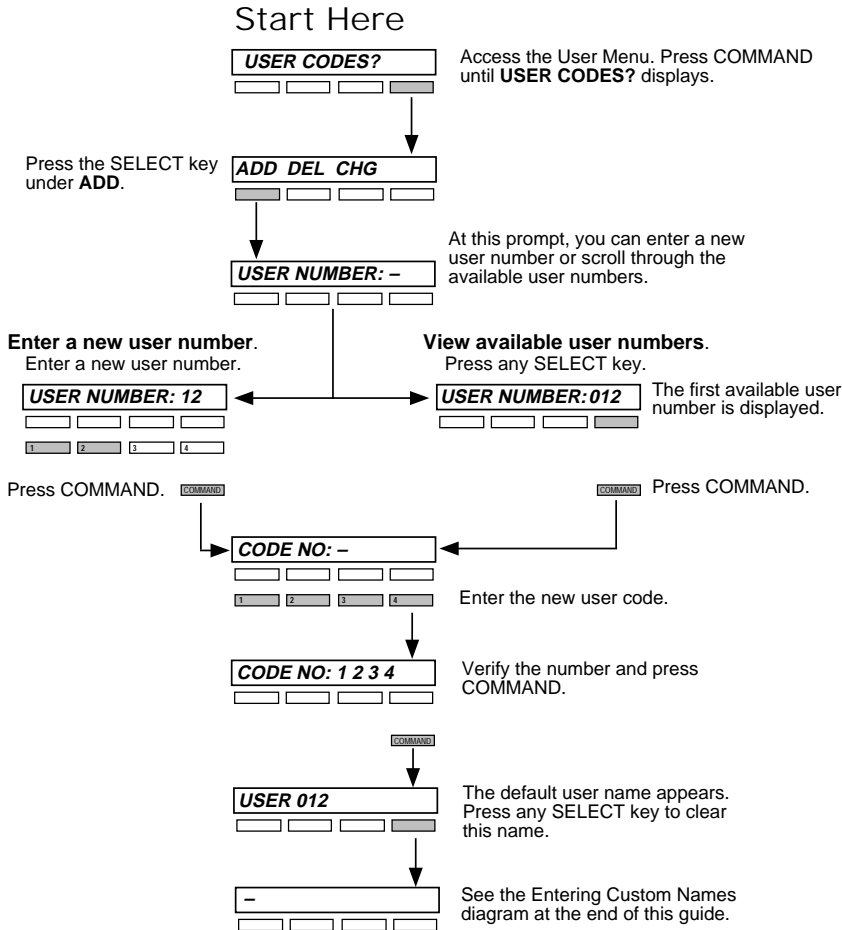 Start Here
USER CODES?
Access the User Menu. Press COMMAND
until USER CODES? displays.
Press the SELECT key
under ADD.
ADD DEL CHG
At this prompt, you can enter a new
user number or scroll through the
available user numbers.
USER NUMBER: –
Enter a new user number.
Enter a new user number.
USER NUMBER: 12
1 2 3 4
Press COMMAND. COMMAND
View available user numbers.
Press any SELECT key.
USER NUMBER:012
The first available user
number is displayed.
COMMAND Press COMMAND.
CODE NO: –
1 2 3 4
Enter the new user code.
CODE NO: 1 2 3 4
Verify the number and press
COMMAND.
COMMAND
USER 012
The default user name appears.
Press any SELECT key to clear
this name.
–
See the Entering Custom Names
diagram at the end of this guide.